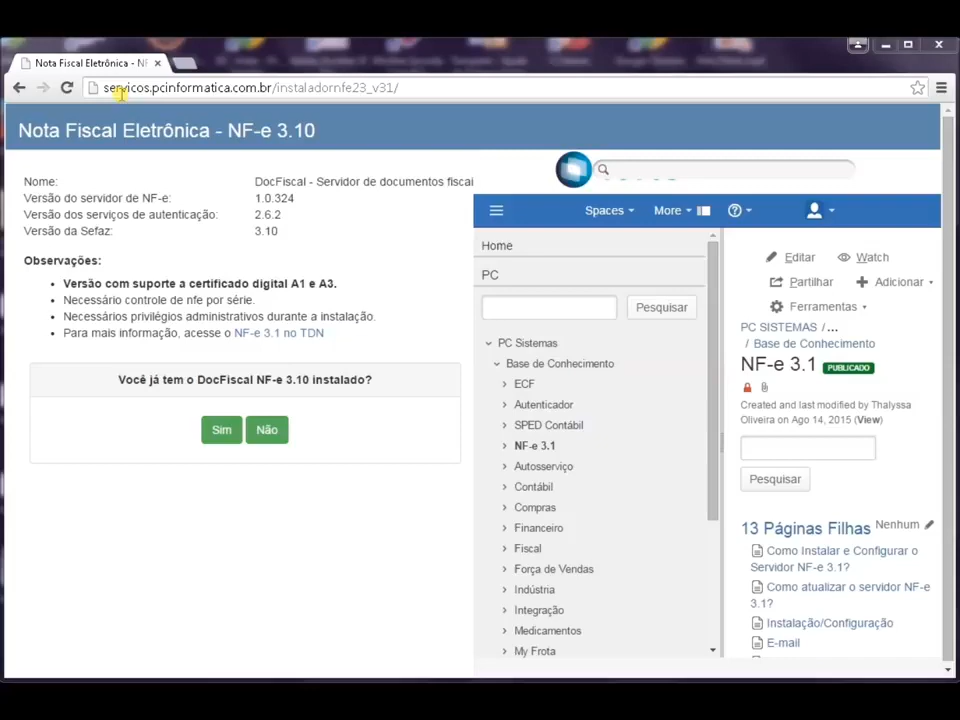 Nota Fiscal Eletrônica - NF
servicos.pcinformatica.com.br/instaladornfe23_v31/
Nota Fiscal Eletrônica - NF-e 3.10
Nome: DocFiscal - Servidor de documentos fiscai
Versão do servidor de NF-e: 1.0.324
Versão dos serviços de autenticação: 2.6.2
Versão da Sefaz: 3.10
Observações:
Versão com suporte a certificado digital A1 e A3.
Necessário controle de nfe por série.
Necessários privilégios administrativos durante a instalação.
Para mais informação, acesse o NF-e 3.1 no TDN
Você já tem o DocFiscal NF-e 3.10 instalado?
Sim Não
Spaces More
Home
PC
Pesquisar
PC Sistemas
Base de Conhecimento
ECF
Autenticador
SPED Contábil
NF-e 3.1
Autosserviço
Contábil
Compras
Financeiro
Fiscal
Força de Vendas
Indústria
Integração
Medicamentos
My Frota
Editar Watch
Partilhar Adicionar
Ferramentas
PC SISTEMAS /...
/ Base de Conhecimento
NF-e 3.1 PUBLICADO
Created and last modified by Thalyssa
Oliveira on Ago 14, 2015 (View)
Pesquisar
13 Páginas Filhas Nenhum
Como Instalar e Configurar o
Servidor NF-e 3.1?
Como atualizar o servidor NF-e
3.1?
Instalação/Configuração
E-mail